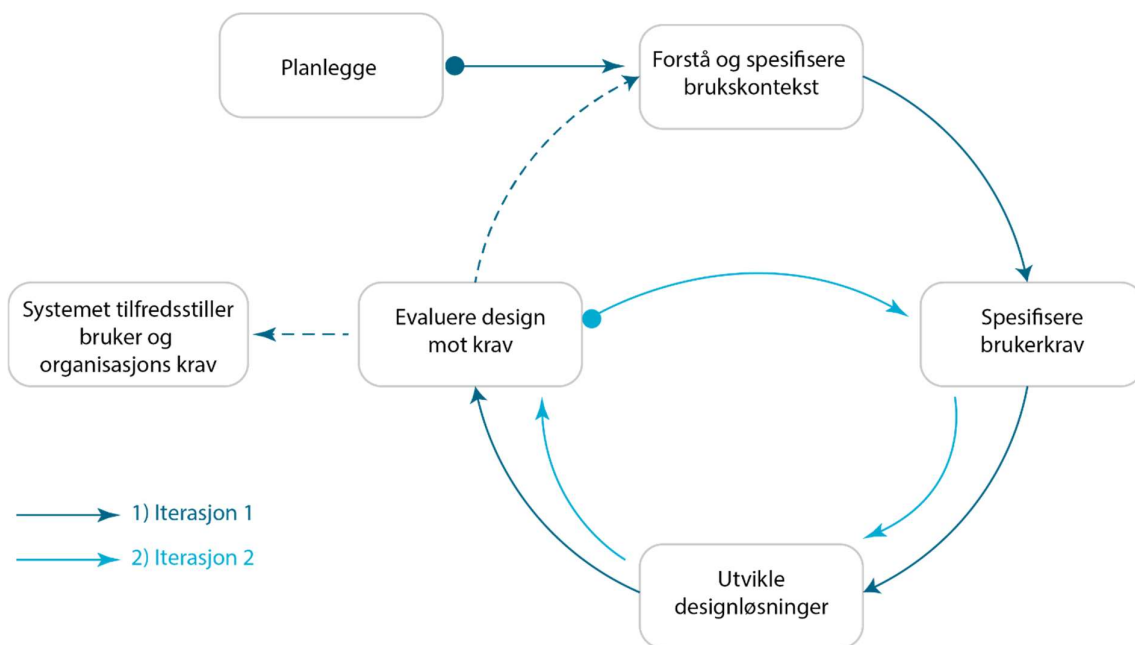 Planlegge
Forstå og spesifisere
brukskontekst
Systemet tilfredsstiller
bruker og
organisasjons krav
Evaluere design
mot krav
Spesifisere
brukerkrav
1) Iterasjon 1
2) Iterasjon 2
Utvikle
designløsninger